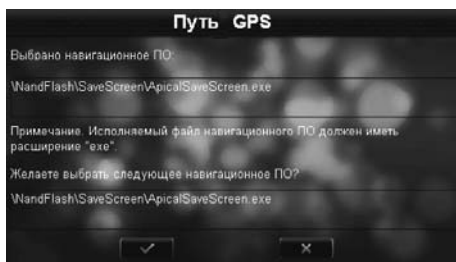 Путь GPS
Выбрано навигационное ПО:
\NandFlash\SaveScreen\ApicalSaveScreen.exe
Примечание. Исполняемый файл навигационного ПО должен иметь
расширение "exe".
Желаете выбрать следующее навигационное ПО?
\NandFlash\SaveScreen\ApicalSaveScreen.exe